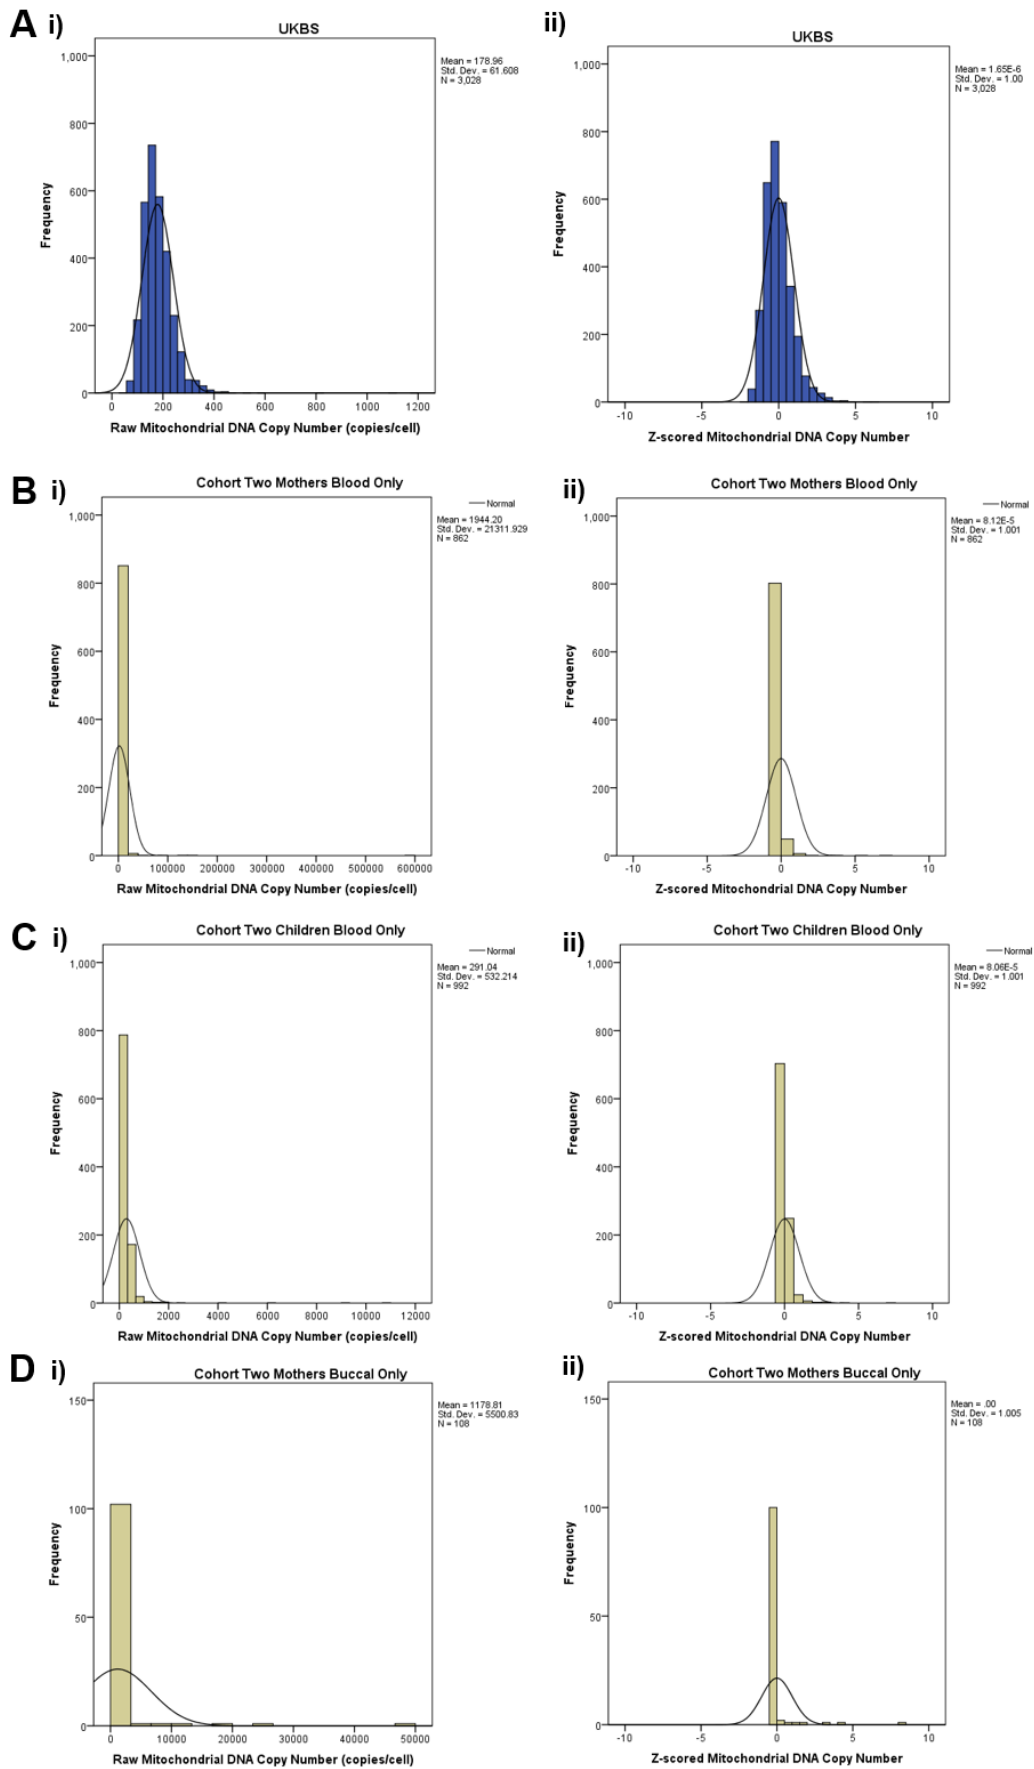 A i)
UKBS
Mean = 178.96
Std. Dev. = 61.608
N = 3,028
1,000
800
600
400
200
0
Frequency
0 200 400 600 800 1000 1200
Raw Mitochondrial DNA Copy Number (copies/cell)
ii)
UKBS
Mean = 1.65E-6
Std. Dev. = 1.00
N = 3,028
1,000
800
600
400
200
0
Frequency
-10 -5 0 5 10
Z-scored Mitochondrial DNA Copy Number
B i)
Cohort Two Mothers Blood Only
Normal
Mean = 1944.20
Std. Dev. = 21311.929
N = 862
1,000
800
600
400
200
0
Frequency
0 100000 200000 300000 400000 500000 600000
Raw Mitochondrial DNA Copy Number (copies/cell)
ii)
Cohort Two Mothers Blood Only
Normal
Mean = 8.12E-5
Std. Dev. = 1.001
N = 862
1,000
800
600
400
200
0
Frequency
-10 -5 0 5 10
Z-scored Mitochondrial DNA Copy Number
C i)
Cohort Two Children Blood Only
Normal
Mean = 291.04
Std. Dev. = 532.214
N = 992
1,000
800
600
400
200
0
Frequency
0 2000 4000 6000 8000 10000 12000
Raw Mitochondrial DNA Copy Number (copies/cell)
ii)
Cohort Two Children Blood Only
Normal
Mean = 8.06E-5
Std. Dev. = 1.001
N = 992
1,000
800
600
400
200
0
Frequency
-10 -5 0 5 10
Z-scored Mitochondrial DNA Copy Number
D i)
Cohort Two Mothers Buccal Only
Mean = 1178.81
Std. Dev. = 5500.83
N = 108
150
100
50
0
Frequency
0 10000 20000 30000 40000 50000
Raw Mitochondrial DNA Copy Number (copies/cell)
ii)
Cohort Two Mothers Buccal Only
Mean = .00
Std. Dev. = 1.005
N = 108
150
100
50
0
Frequency
-10 -5 0 5 10
Z-scored Mitochondrial DNA Copy Number